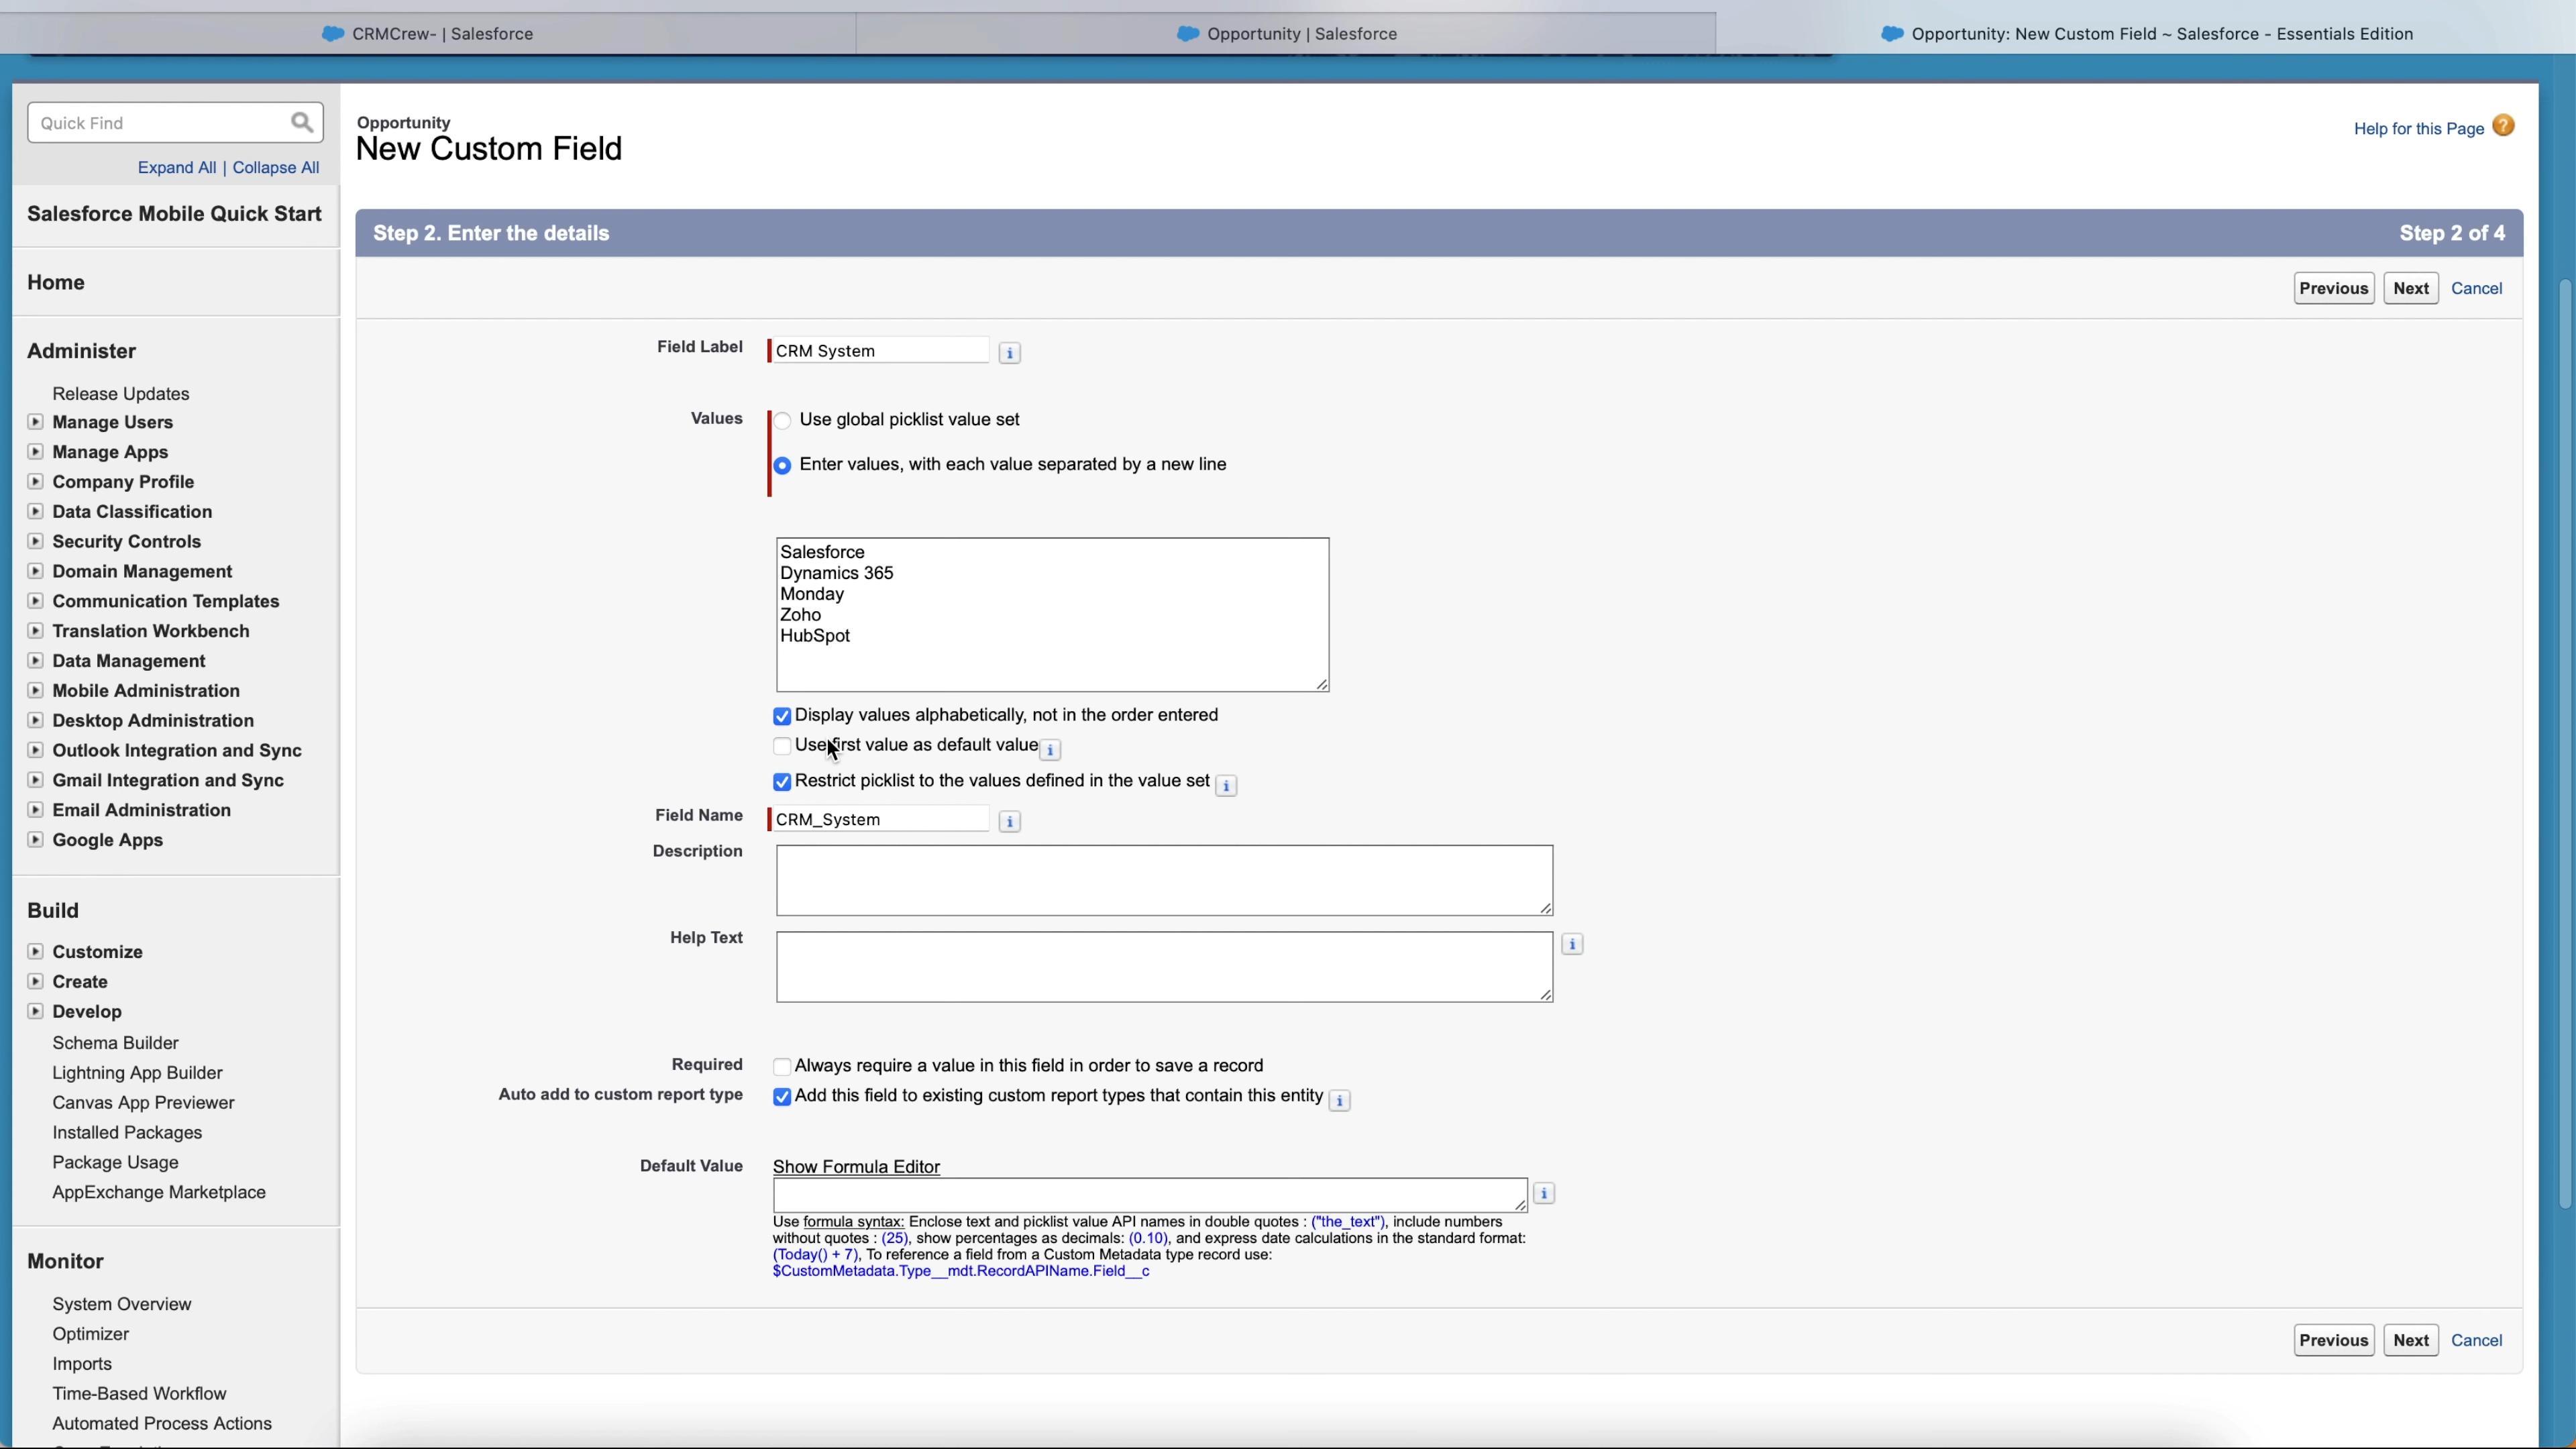 CRMCrew- | Salesforce
Opportunity | Salesforce
Opportunity: New Custom Field ~ Salesforce - Essentials Edition
Quick Find
Expand All | Collapse All
Salesforce Mobile Quick Start
Home
Administer
Release Updates
Manage Users
Manage Apps
Company Profile
Data Classification
Security Controls
Domain Management
Communication Templates
Translation Workbench
Data Management
Mobile Administration
Desktop Administration
Outlook Integration and Sync
Gmail Integration and Sync
Email Administration
Google Apps
Build
Customize
Create
Develop
Schema Builder
Lightning App Builder
Canvas App Previewer
Installed Packages
Package Usage
AppExchange Marketplace
Monitor
System Overview
Optimizer
Imports
Time-Based Workflow
Automated Process Actions
Opportunity
New Custom Field
Help for this Page
Step 2. Enter the details
Step 2 of 4
Previous Next Cancel
Field Label CRM System
Values Use global picklist value set
Enter values, with each value separated by a new line
Salesforce
Dynamics 365
Monday
Zoho
HubSpot
Display values alphabetically, not in the order entered
Use first value as default value
Restrict picklist to the values defined in the value set
Field Name CRM_System
Description
Help Text
Required Always require a value in this field in order to save a record
Auto add to custom report type Add this field to existing custom report types that contain this entity
Default Value Show Formula Editor
Use formula syntax: Enclose text and picklist value API names in double quotes : ("the_text"), include numbers
without quotes : (25), show percentages as decimals: (0.10), and express date calculations in the standard format:
(Today() + 7), To reference a field from a Custom Metadata type record use:
$CustomMetadata.Type__mdt.RecordAPIName.Field__c
Previous Next Cancel